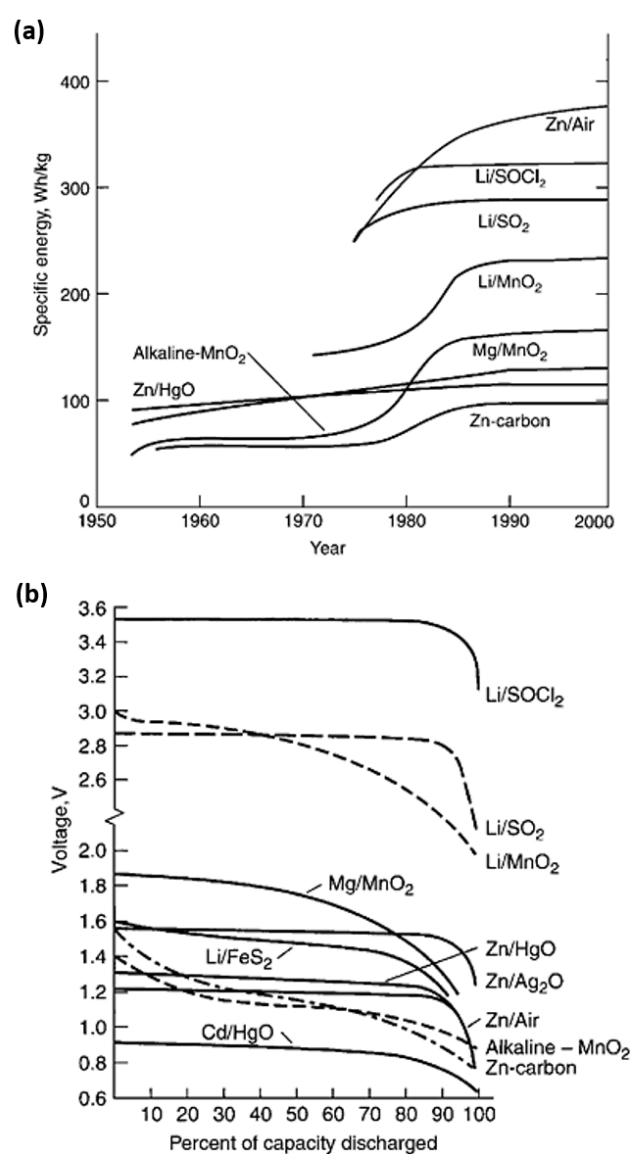 (a)
400
300
200
100
0
Specific energy, Wh/kg
Zn/Air
Li/SOCl₂
Li/SO₂
Li/MnO₂
Alkaline-MnO₂
Mg/MnO₂
Zn/HgO
Zn-carbon
1950 1960 1970 1980 1990 2000
Year
(b)
3.6
3.4
3.2
3.0
2.8
2.6
2.0
1.8
1.6
1.4
1.2
1.0
0.8
0.6
Voltage, V
Li/SOCl₂
Li/SO₂
Li/MnO₂
Mg/MnO₂
Zn/HgO
Li/FeS₂
Zn/Ag₂O
Zn/Air
Cd/HgO
Alkaline – MnO₂
Zn-carbon
10 20 30 40 50 60 70 80 90 100
Percent of capacity discharged